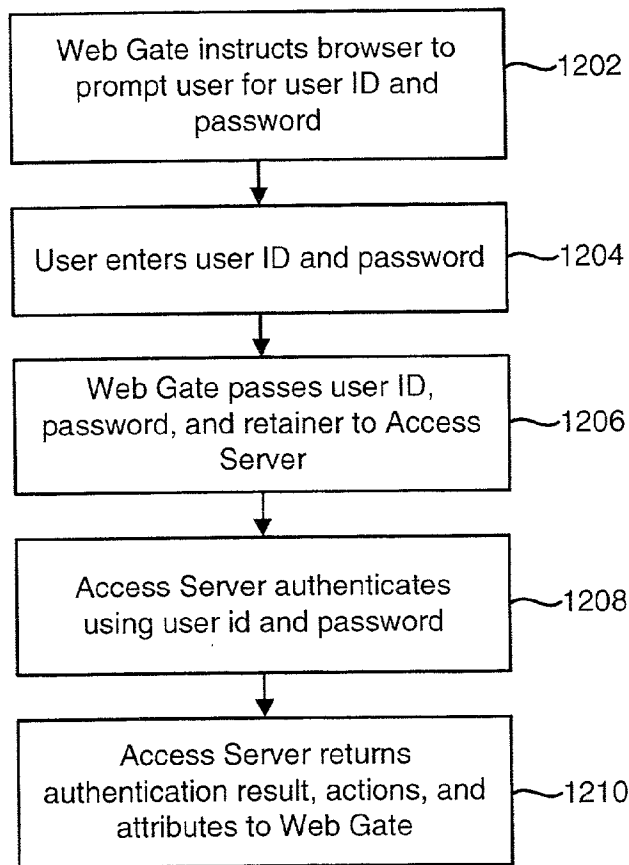 Web Gate instructs browser to
prompt user for user ID and
password
1202
User enters user ID and password
1204
Web Gate passes user ID,
password, and retainer to Access
Server
1206
Access Server authenticates
using user id and password
1208
Access Server returns
authentication result, actions, and
attributes to Web Gate
1210